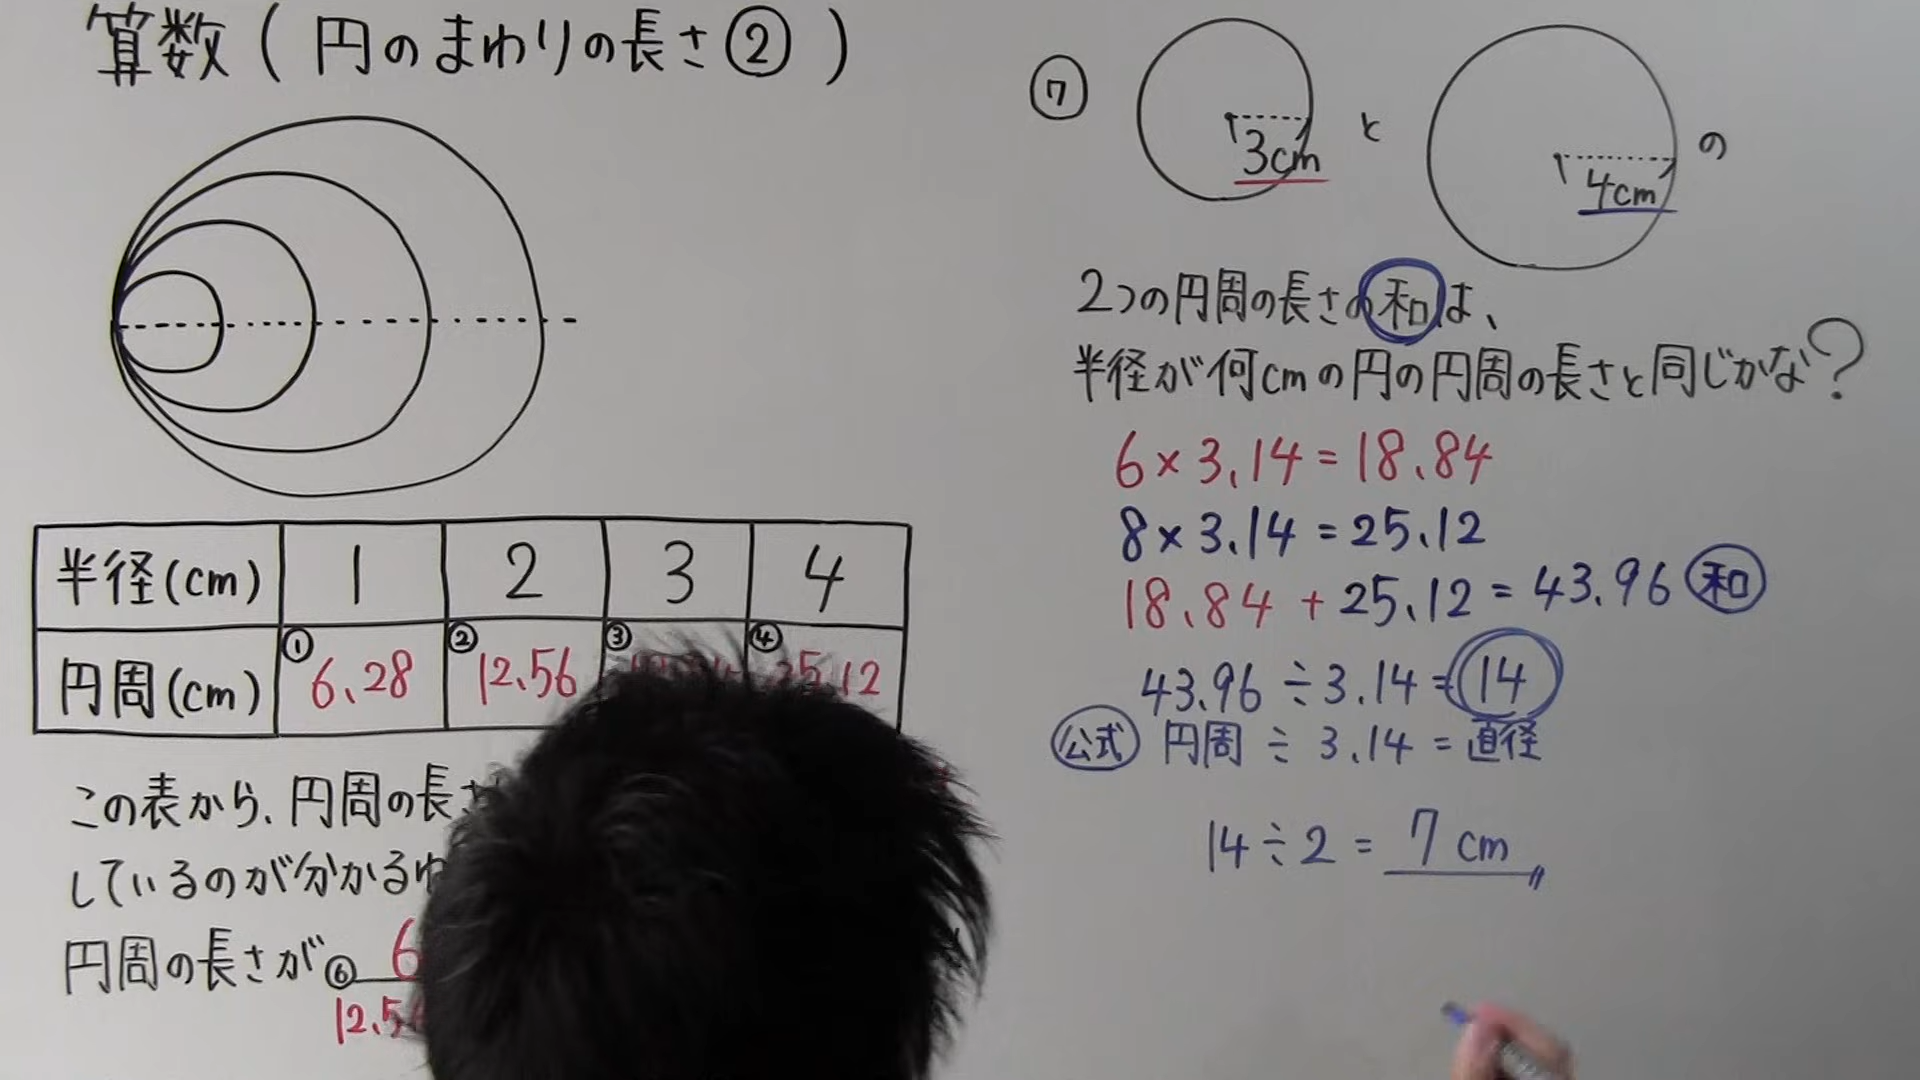 算数(円のまわりの長さ②)
半径(cm) 1 2 3 4
円周(cm) ①6.28 ②12.56 ③ ④25.12
この表から、円周の長さ
しているのが分かる
円周の長さが⑥ 6
12.5
⑦ 3cm と 4cm の
2つの円周の長さの和は、
半径が何cmの円の円周の長さと同じかな?
6×3.14=18.84
8×3.14=25.12
18.84+25.12=43.96 和
43.96÷3.14=14
公式 円周÷3.14=直径
14÷2=7cm